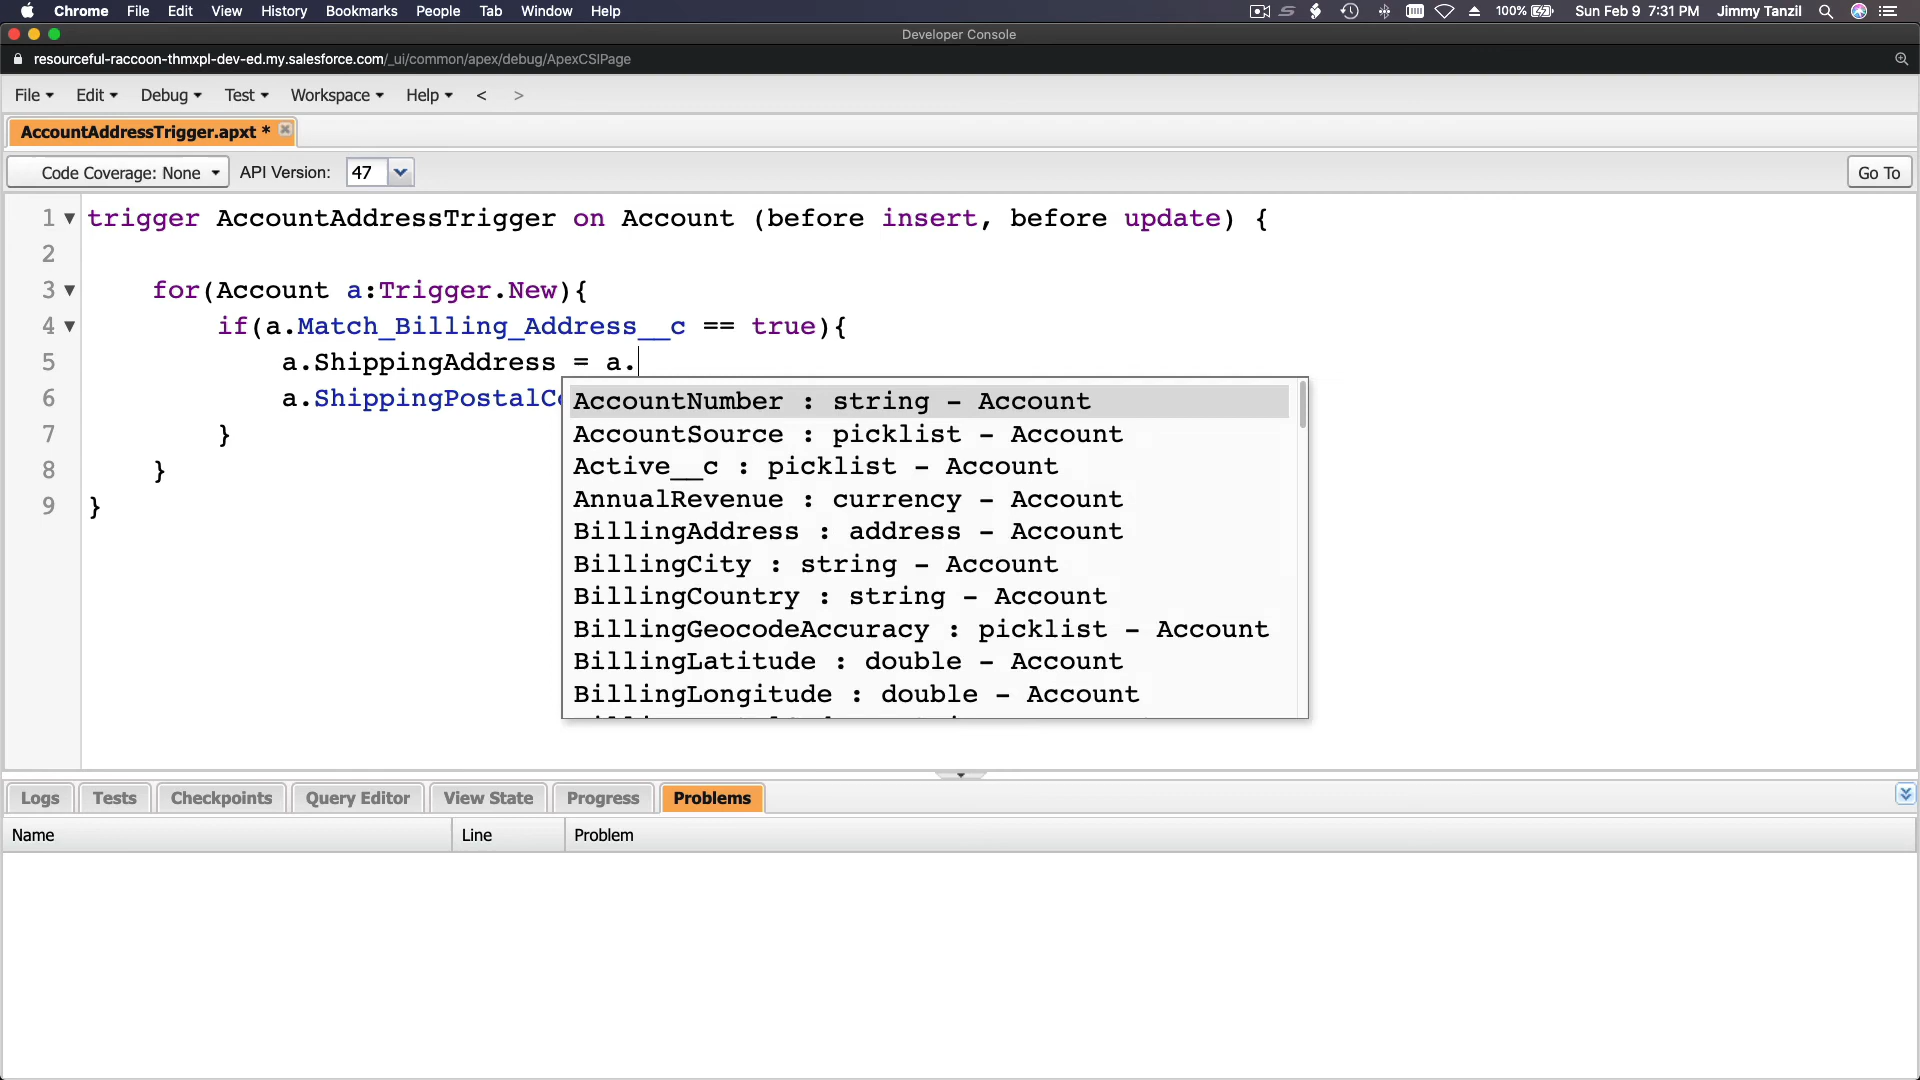 Chrome File Edit View History Bookmarks People Tab Window Help 100% Sun Feb 9 7:31 PM Jimmy Tanzil
Developer Console
resourceful-raccoon-thmxpl-dev-ed.my.salesforce.com/_ui/common/apex/debug/ApexCSIPage
File Edit Debug Test Workspace Help < >
AccountAddressTrigger.apxt *
Code Coverage: None API Version: 47 Go To
1 trigger AccountAddressTrigger on Account (before insert, before update) {
2
3 for(Account a:Trigger.New){
4 if(a.Match_Billing_Address__c == true){
5 a.ShippingAddress = a.
6 a.ShippingPostalCo
7 }
8 }
9 }
AccountNumber : string – Account
AccountSource : picklist – Account
Active__c : picklist – Account
AnnualRevenue : currency – Account
BillingAddress : address – Account
BillingCity : string – Account
BillingCountry : string – Account
BillingGeocodeAccuracy : picklist – Account
BillingLatitude : double – Account
BillingLongitude : double – Account
Logs Tests Checkpoints Query Editor View State Progress Problems
Name Line Problem